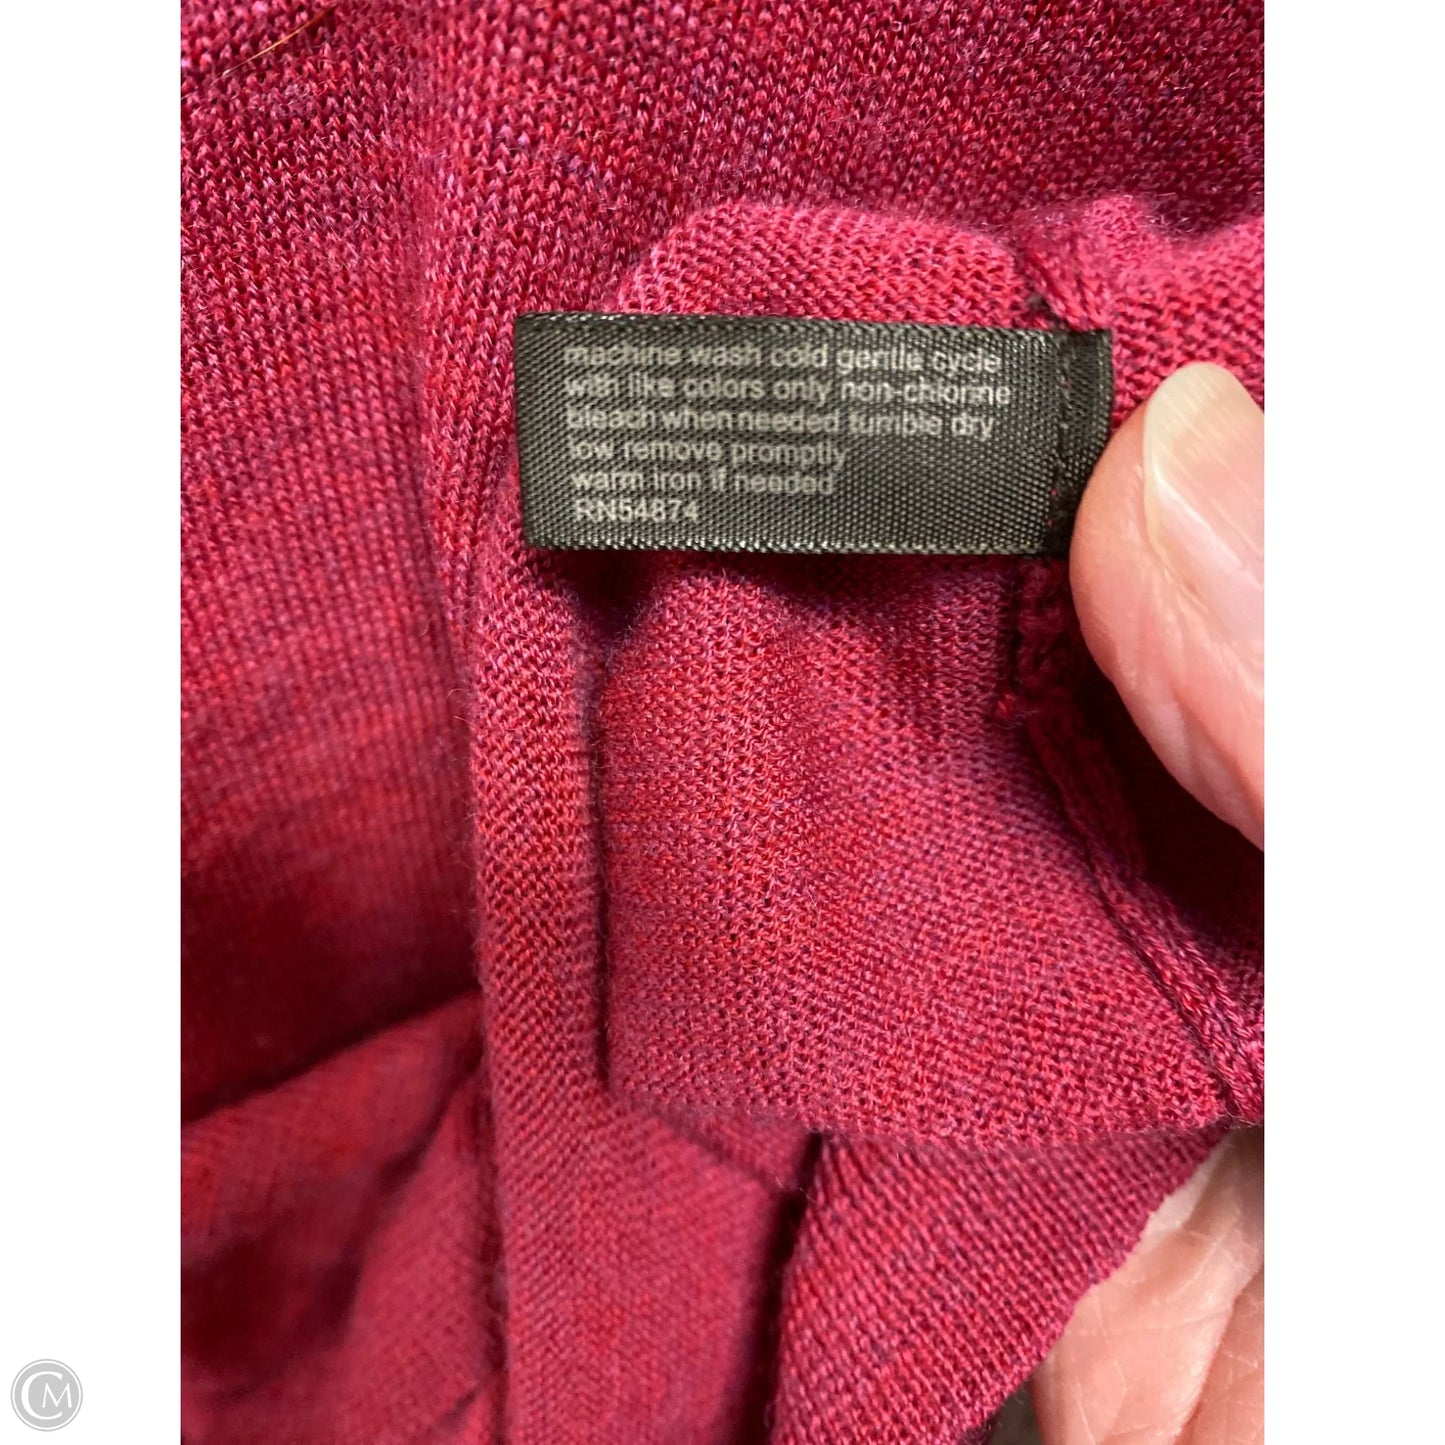 machine wash cold gentle cycle
with like colors only non-chlorine
bleach when needed tumble dry
low remove promptly
warm iron if needed
RN54874
CM